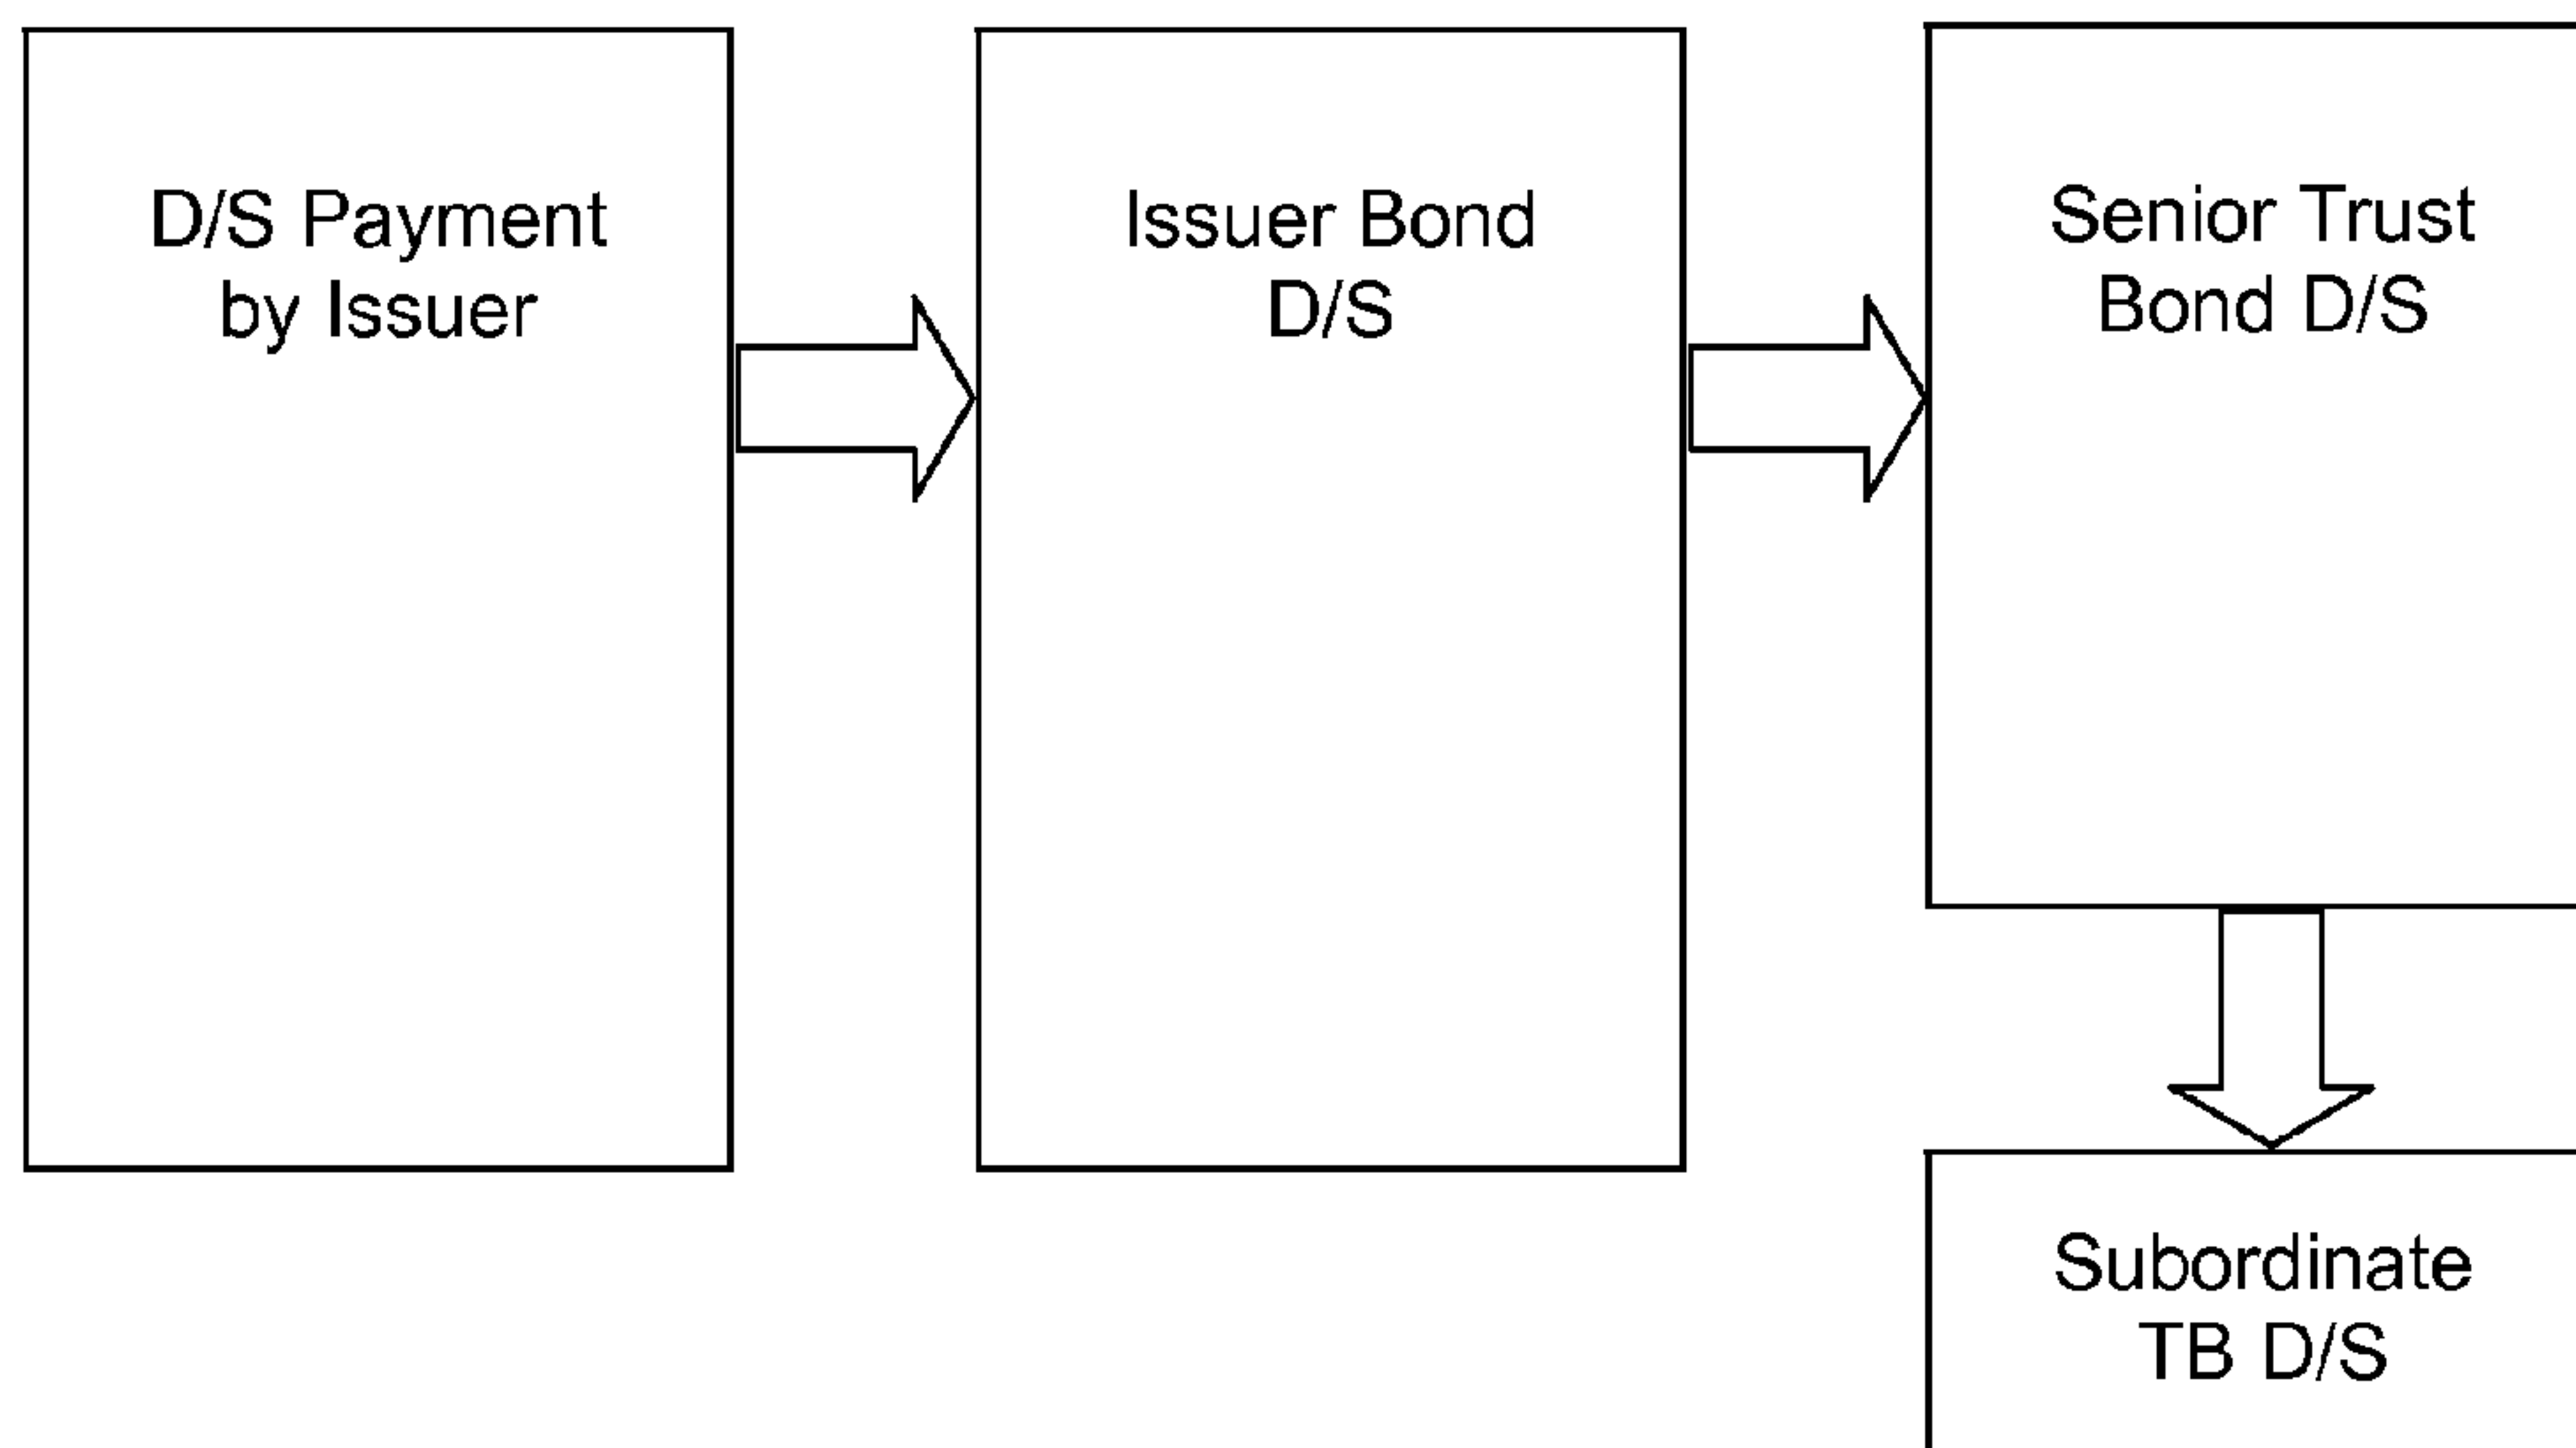 D/S Payment
by Issuer
Issuer Bond
D/S
Senior Trust
Bond D/S
Subordinate
TB D/S